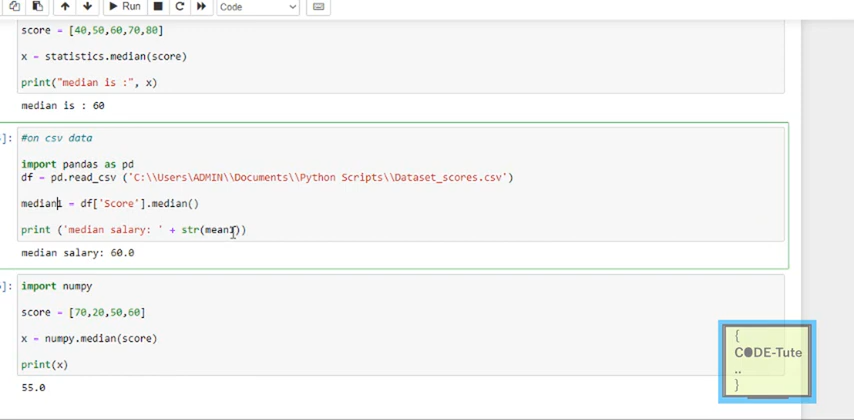 Run
Code
score = [40,50,60,70,80]
x = statistics.median(score)
print("median is :", x)
median is : 60
]: #on csv data
import pandas as pd
df = pd.read_csv ('C:\\Users\ADMIN\\Documents\\Python Scripts\\Dataset_scores.csv')
median1 = df['Score'].median()
print ('median salary: ' + str(mean1))
median salary: 60.0
]: import numpy
score = [70,20,50,60]
x = numpy.median(score)
print(x)
55.0
{
CODE-Tute
..
}